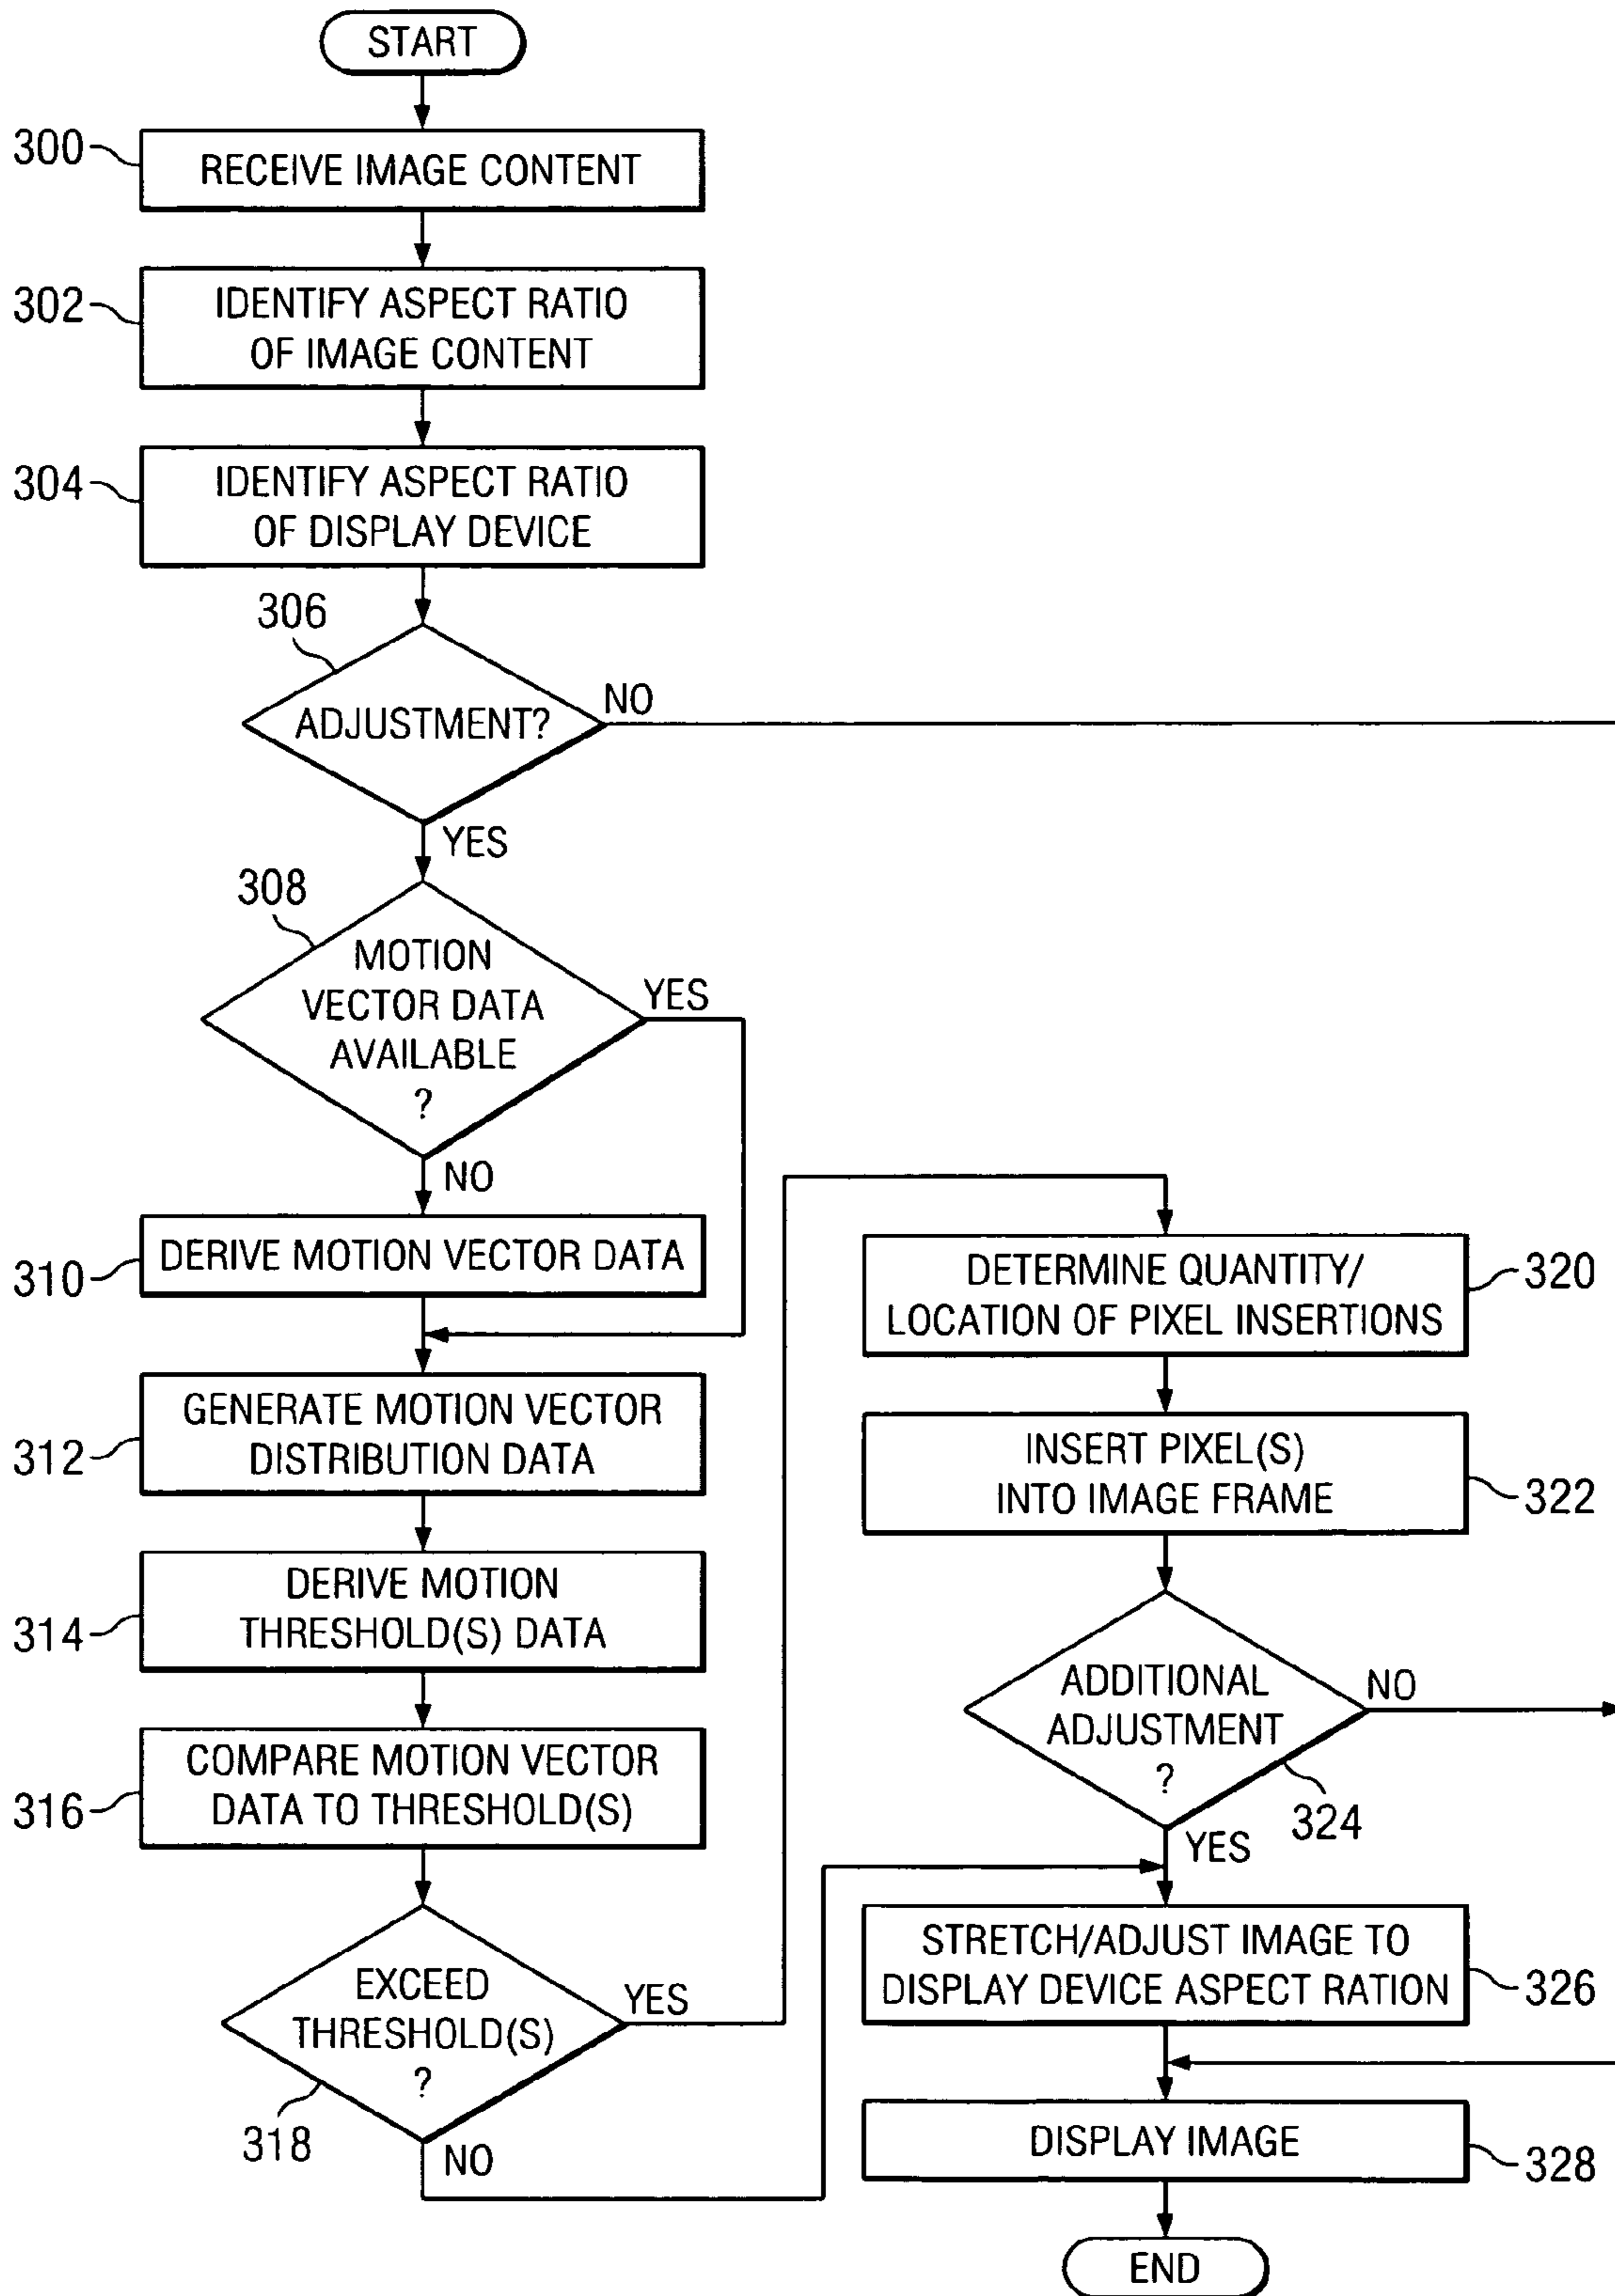 START
300
RECEIVE IMAGE CONTENT
302
IDENTIFY ASPECT RATIO
OF IMAGE CONTENT
304
IDENTIFY ASPECT RATIO
OF DISPLAY DEVICE
306
ADJUSTMENT?
NO
YES
308
MOTION
VECTOR DATA
AVAILABLE
?
YES
NO
310
DERIVE MOTION VECTOR DATA
312
GENERATE MOTION VECTOR
DISTRIBUTION DATA
314
DERIVE MOTION
THRESHOLD(S) DATA
316
COMPARE MOTION VECTOR
DATA TO THRESHOLD(S)
318
EXCEED
THRESHOLD(S)
?
YES
NO
320
DETERMINE QUANTITY/
LOCATION OF PIXEL INSERTIONS
322
INSERT PIXEL(S)
INTO IMAGE FRAME
324
ADDITIONAL
ADJUSTMENT
?
NO
YES
326
STRETCH/ADJUST IMAGE TO
DISPLAY DEVICE ASPECT RATION
328
DISPLAY IMAGE
END